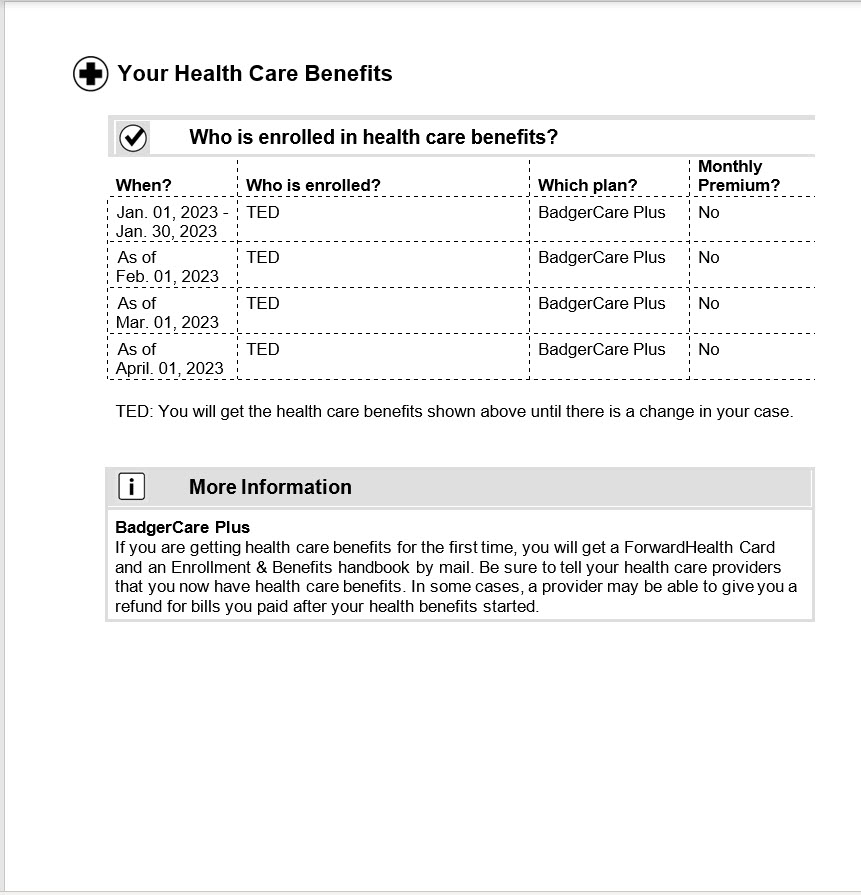 Your Health Care Benefits
Who is enrolled in health care benefits?
When? Who is enrolled? Which plan? Monthly Premium?
Jan. 01, 2023 - TED BadgerCare Plus No
Jan. 30, 2023
As of TED BadgerCare Plus No
Feb. 01, 2023
As of TED BadgerCare Plus No
Mar. 01, 2023
As of TED BadgerCare Plus No
April. 01, 2023
TED: You will get the health care benefits shown above until there is a change in your case.
i More Information
BadgerCare Plus
If you are getting health care benefits for the first time, you will get a ForwardHealth Card
and an Enrollment & Benefits handbook by mail. Be sure to tell your health care providers
that you now have health care benefits. In some cases, a provider may be able to give you a
refund for bills you paid after your health benefits started.